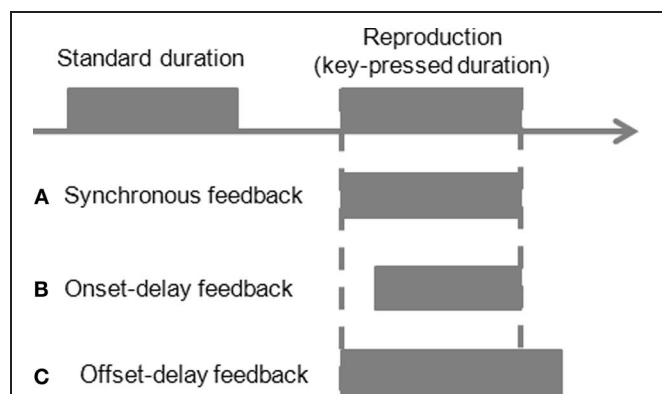 Reproduction
Standard duration
(key-pressed duration)
A Synchronous feedback
B Onset-delay feedback
C Offset-delay feedback